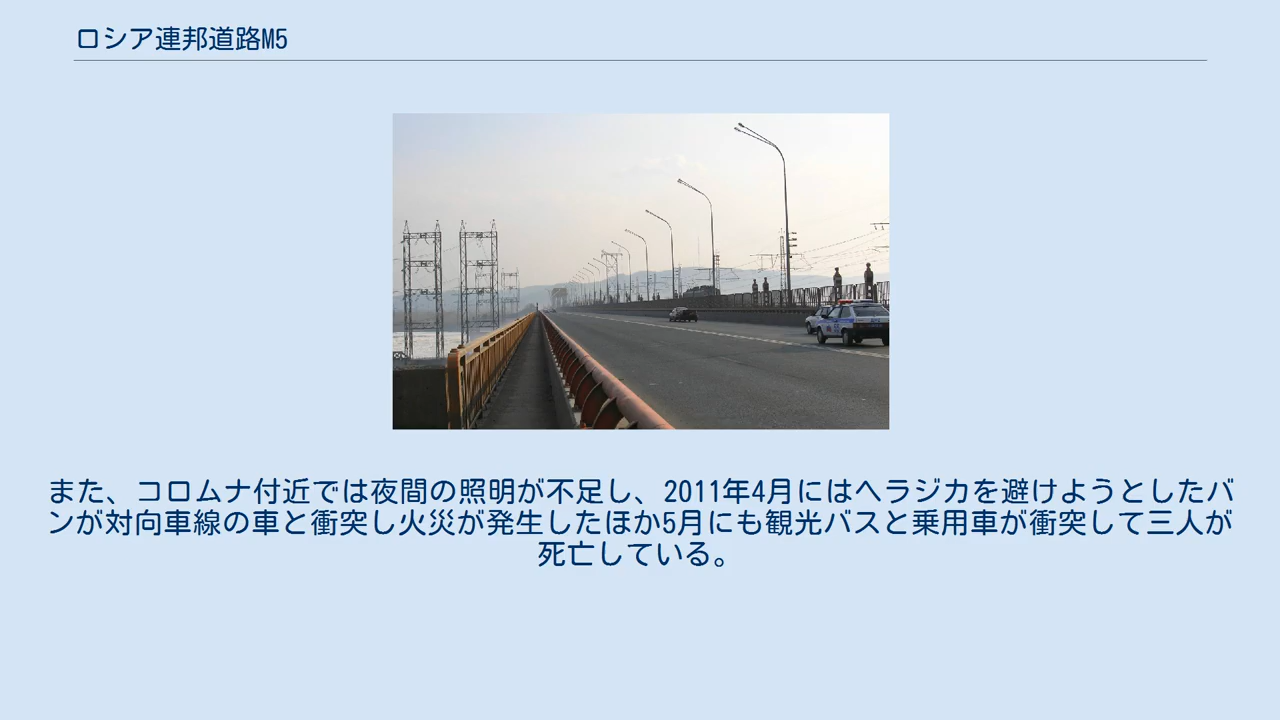 ロシア連邦道路M5
また、コロムナ付近では夜間の照明が不足し、2011年4月にはヘラジカを避けようとしたバ
ンが対向車線の車と衝突し火災が発生したほか5月にも観光バスと乗用車が衝突して三人が
死亡している。